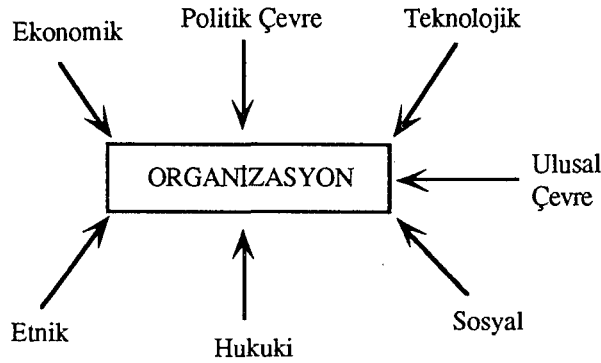 Ekonomik
Politik Çevre
Teknolojik
ORGANİZASYON
Ulusal
Çevre
Etnik
Hukuki
Sosyal